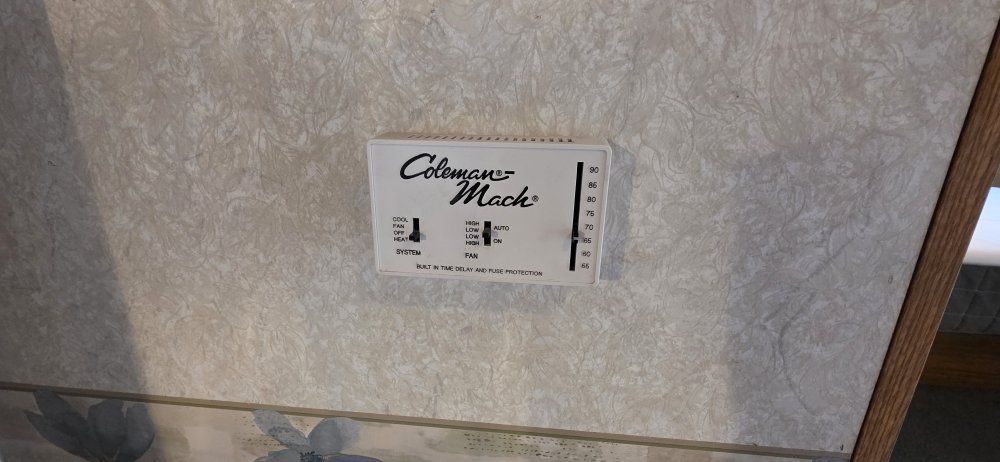 Coleman®-
Mach®
COOL
FAN
OFF
HEAT
SYSTEM
HIGH
LOW
LOW
HIGH
AUTO
ON
FAN
90
85
80
75
70
65
60
55
BUILT IN TIME DELAY AND FUSE PROTECTION